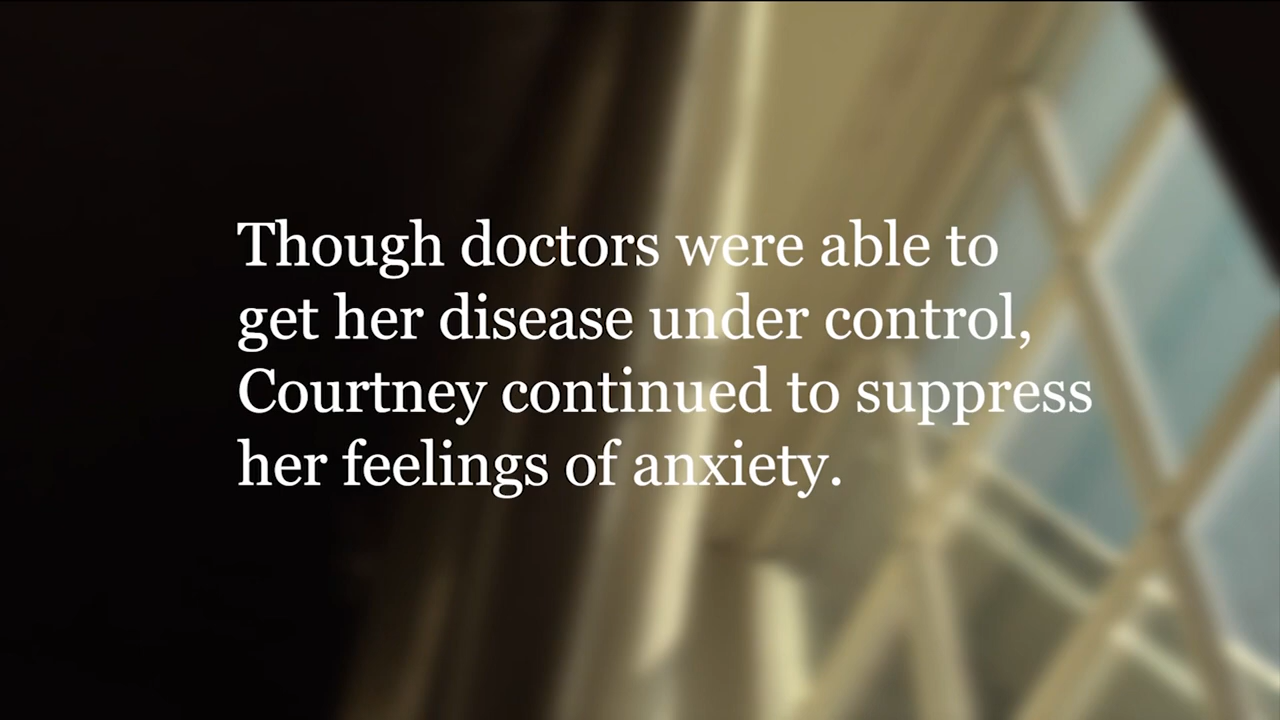 Though doctors were able to
get her disease under control,
Courtney continued to suppress
her feelings of anxiety.